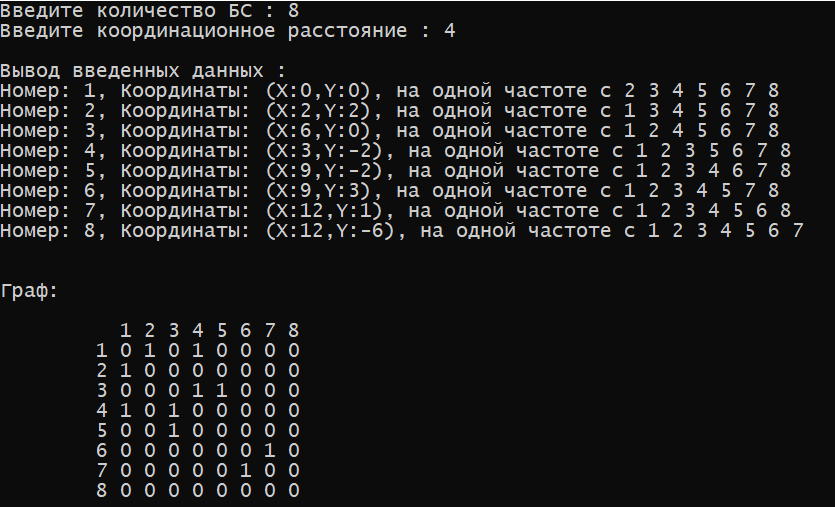 Введите количество БС : 8
Введите координационное расстояние : 4
Вывод введенных данных :
Номер: 1, Координаты: (X:0,Y:0), на одной частоте с 2 3 4 5 6 7 8
Номер: 2, Координаты: (X:2,Y:2), на одной частоте с 1 3 4 5 6 7 8
Номер: 3, Координаты: (X:6,Y:0), на одной частоте с 1 2 4 5 6 7 8
Номер: 4, Координаты: (X:3,Y:-2), на одной частоте с 1 2 3 5 6 7 8
Номер: 5, Координаты: (X:9,Y:-2), на одной частоте с 1 2 3 4 6 7 8
Номер: 6, Координаты: (X:9,Y:3), на одной частоте с 1 2 3 4 5 7 8
Номер: 7, Координаты: (X:12,Y:1), на одной частоте с 1 2 3 4 5 6 8
Номер: 8, Координаты: (X:12,Y:-6), на одной частоте с 1 2 3 4 5 6 7
Граф:
1 2 3 4 5 6 7 8
1 0 1 0 1 0 0 0 0
2 1 0 0 0 0 0 0 0
3 0 0 0 1 1 0 0 0
4 1 0 1 0 0 0 0 0
5 0 0 1 0 0 0 0 0
6 0 0 0 0 0 0 1 0
7 0 0 0 0 0 1 0 0
8 0 0 0 0 0 0 0 0